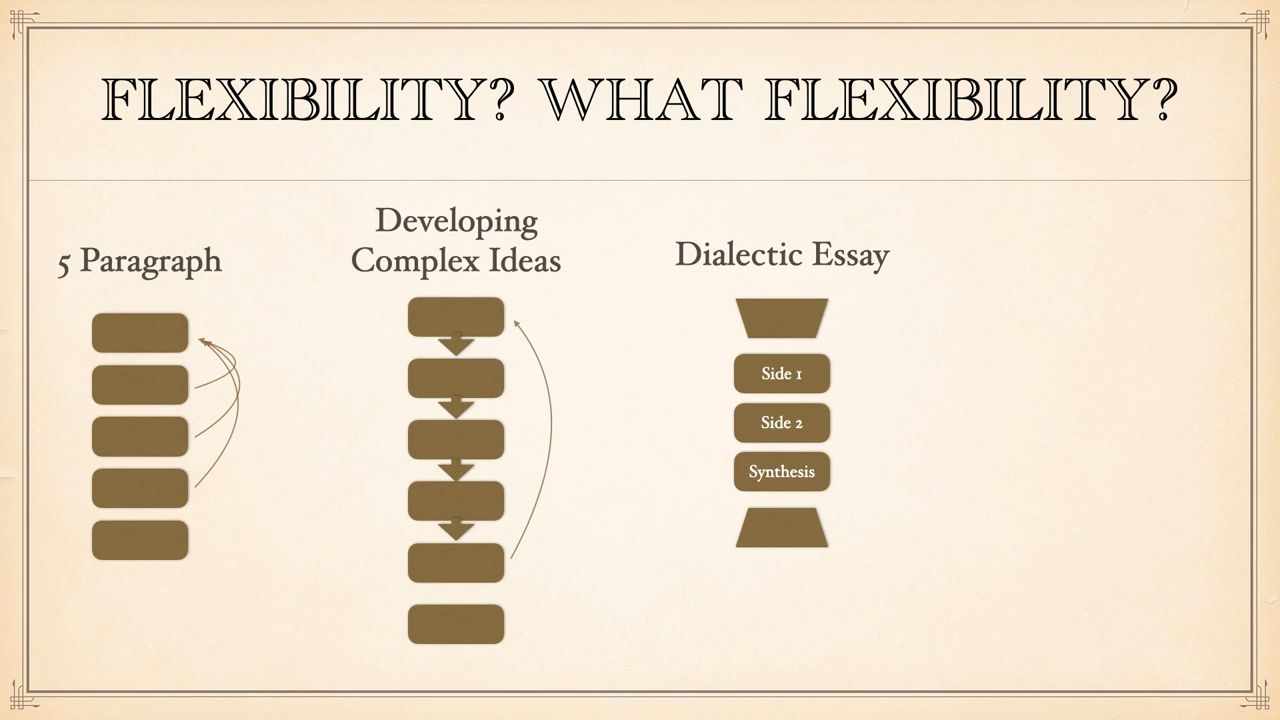 FLEXIBILITY? WHAT FLEXIBILITY?
5 Paragraph
Developing
Complex Ideas
Dialectic Essay
Side 1
Side 2
Synthesis